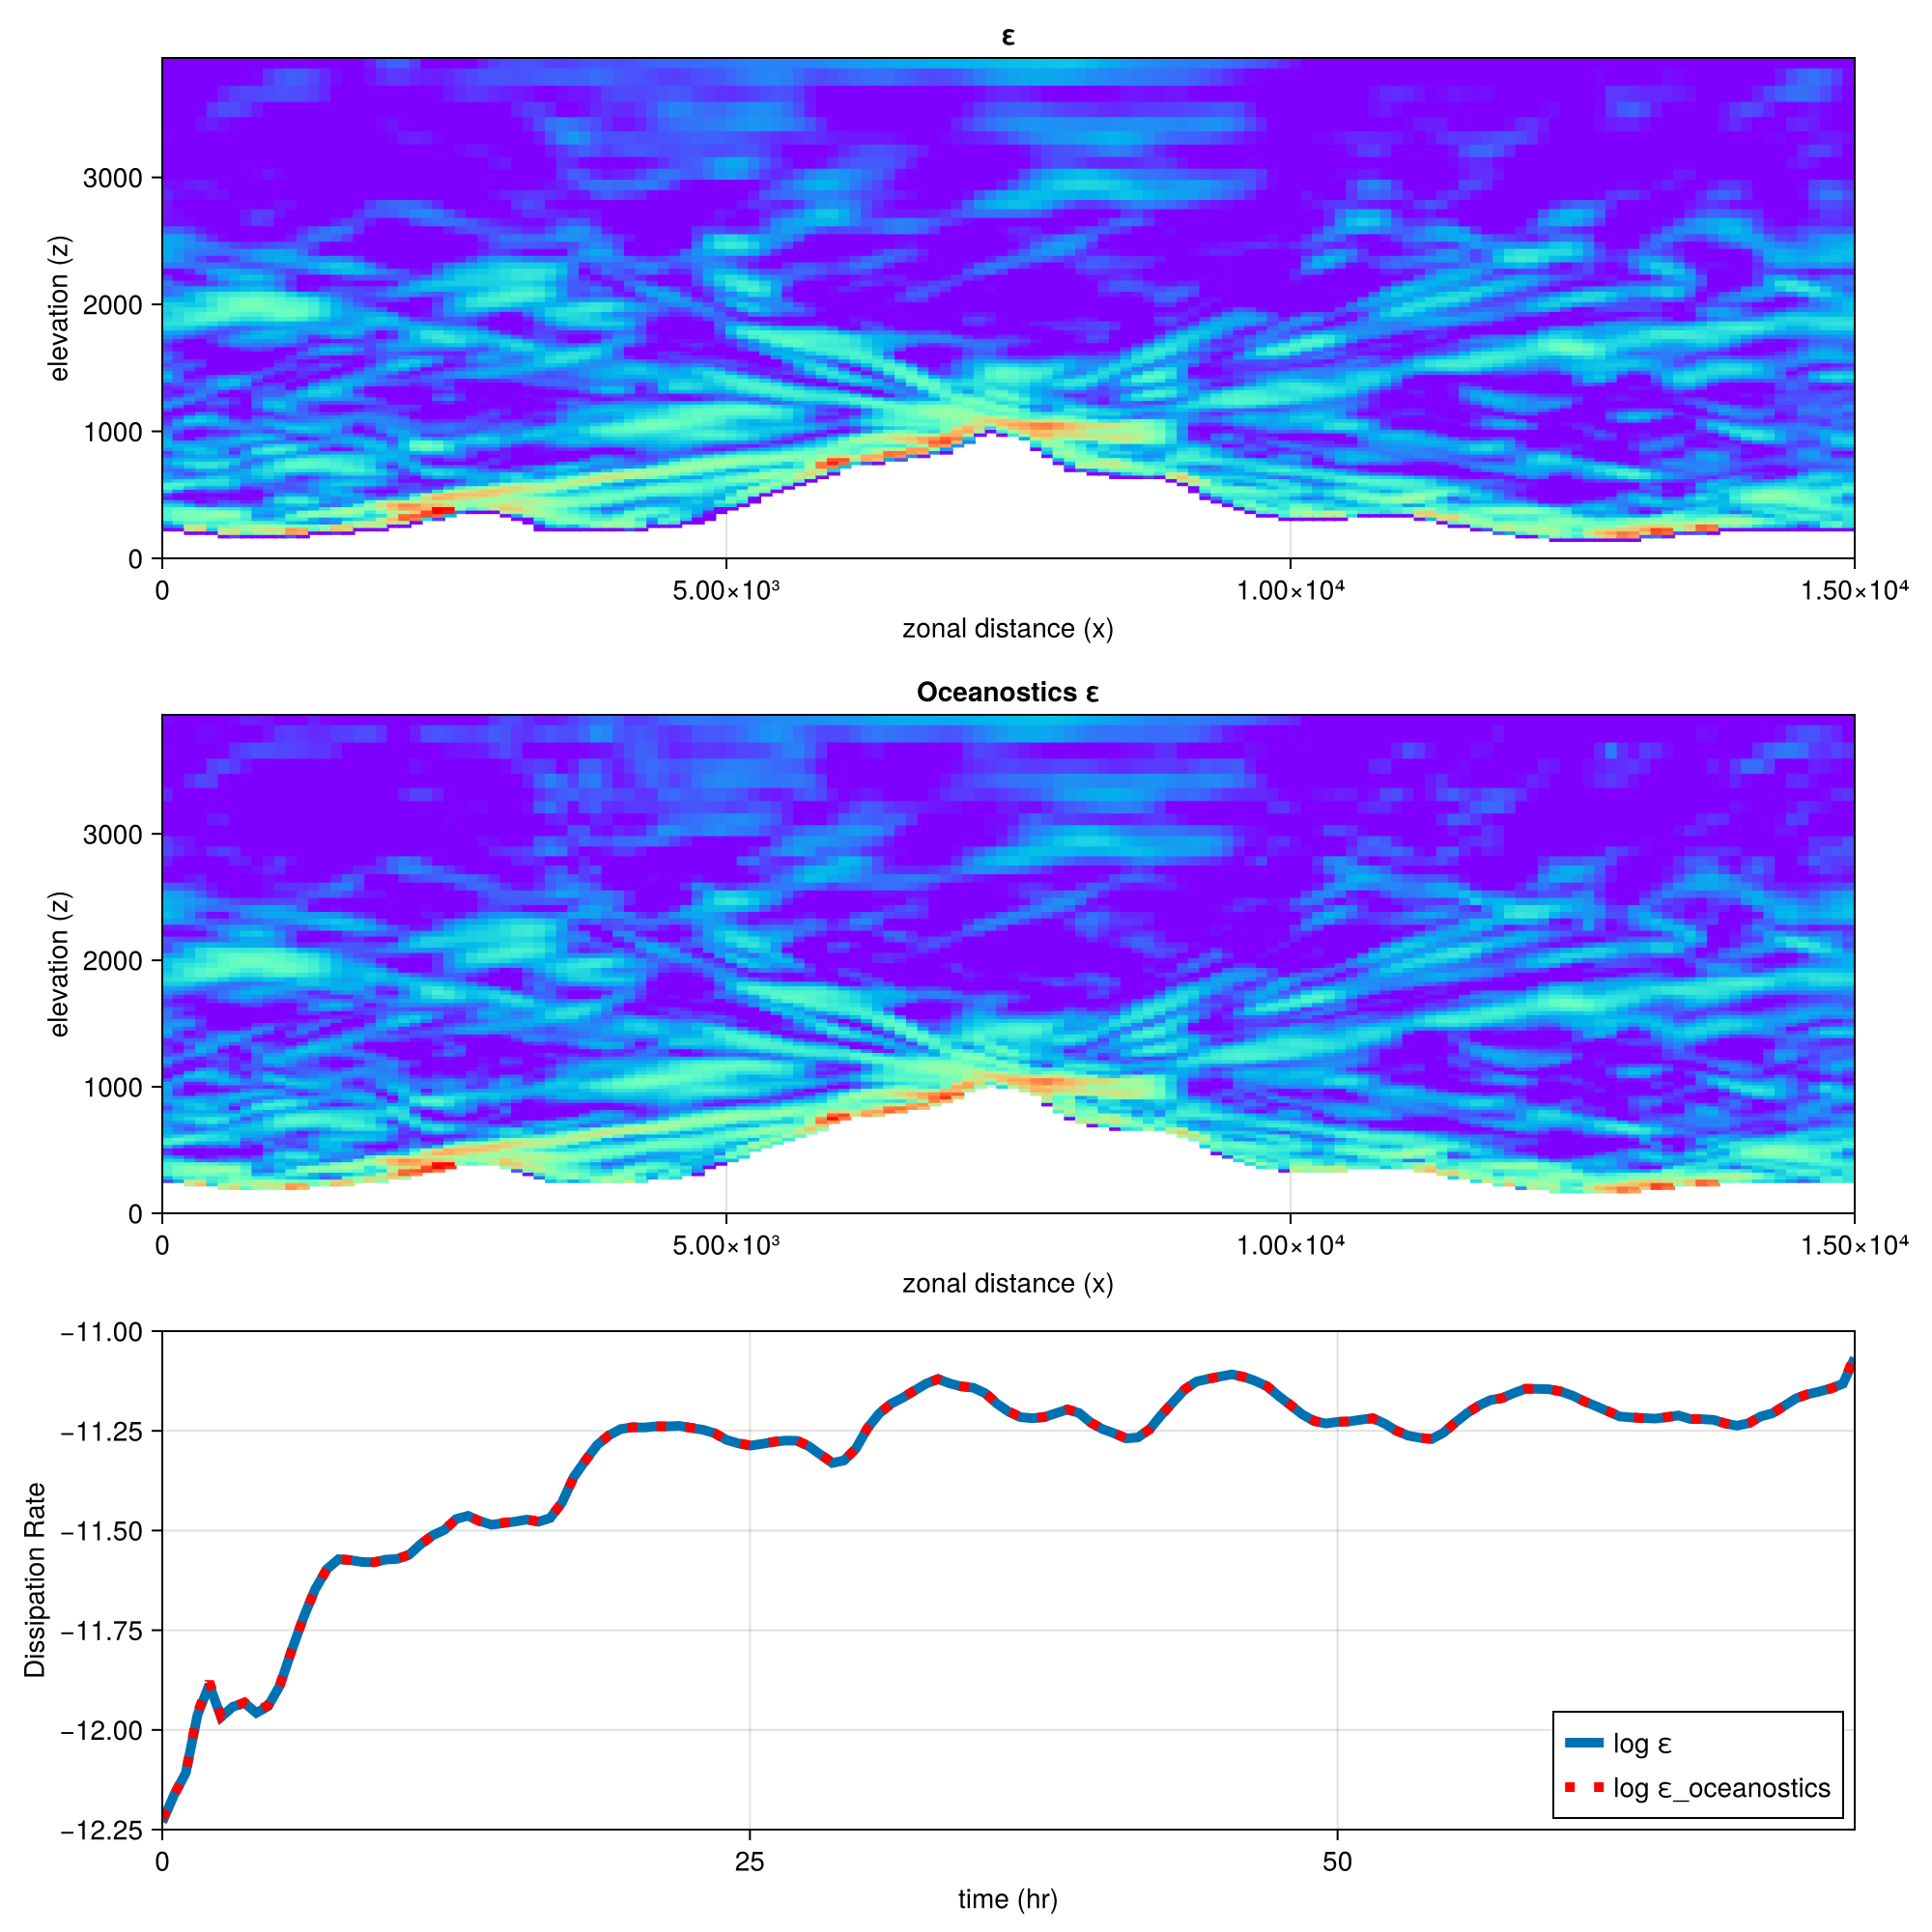 ε
3000
2000
1000
0
elevation (z)
0
5.00×10³
1.00×10⁴
1.50×10⁴
zonal distance (x)
Oceanostics ε
3000
2000
1000
0
elevation (z)
0
5.00×10³
1.00×10⁴
1.50×10⁴
zonal distance (x)
−11.00
−11.25
−11.50
−11.75
−12.00
−12.25
Dissipation Rate
log ε
log ε_oceanostics
0
25
50
time (hr)